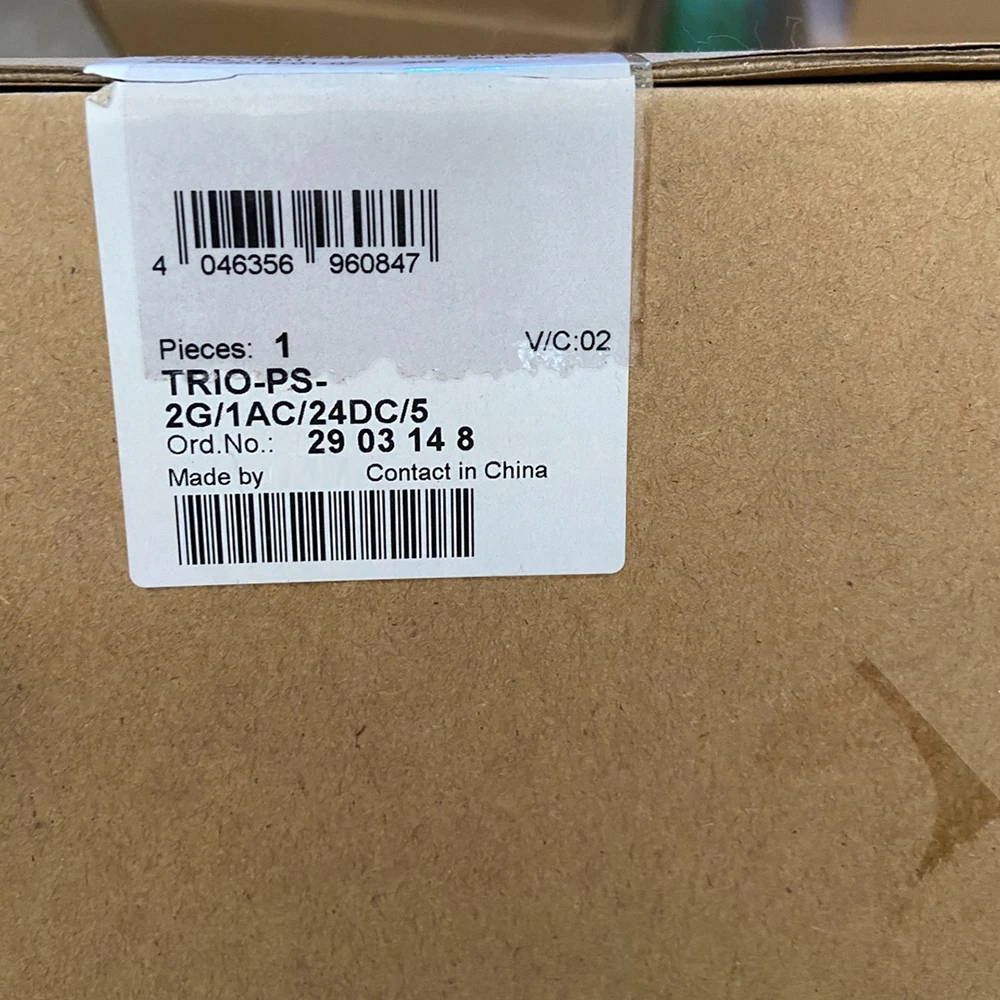 4 046356 960847
Pieces: 1 V/C:02
TRIO-PS-
2G/1AC/24DC/5
Ord.No.: 29 03 14 8
Made by Contact in China